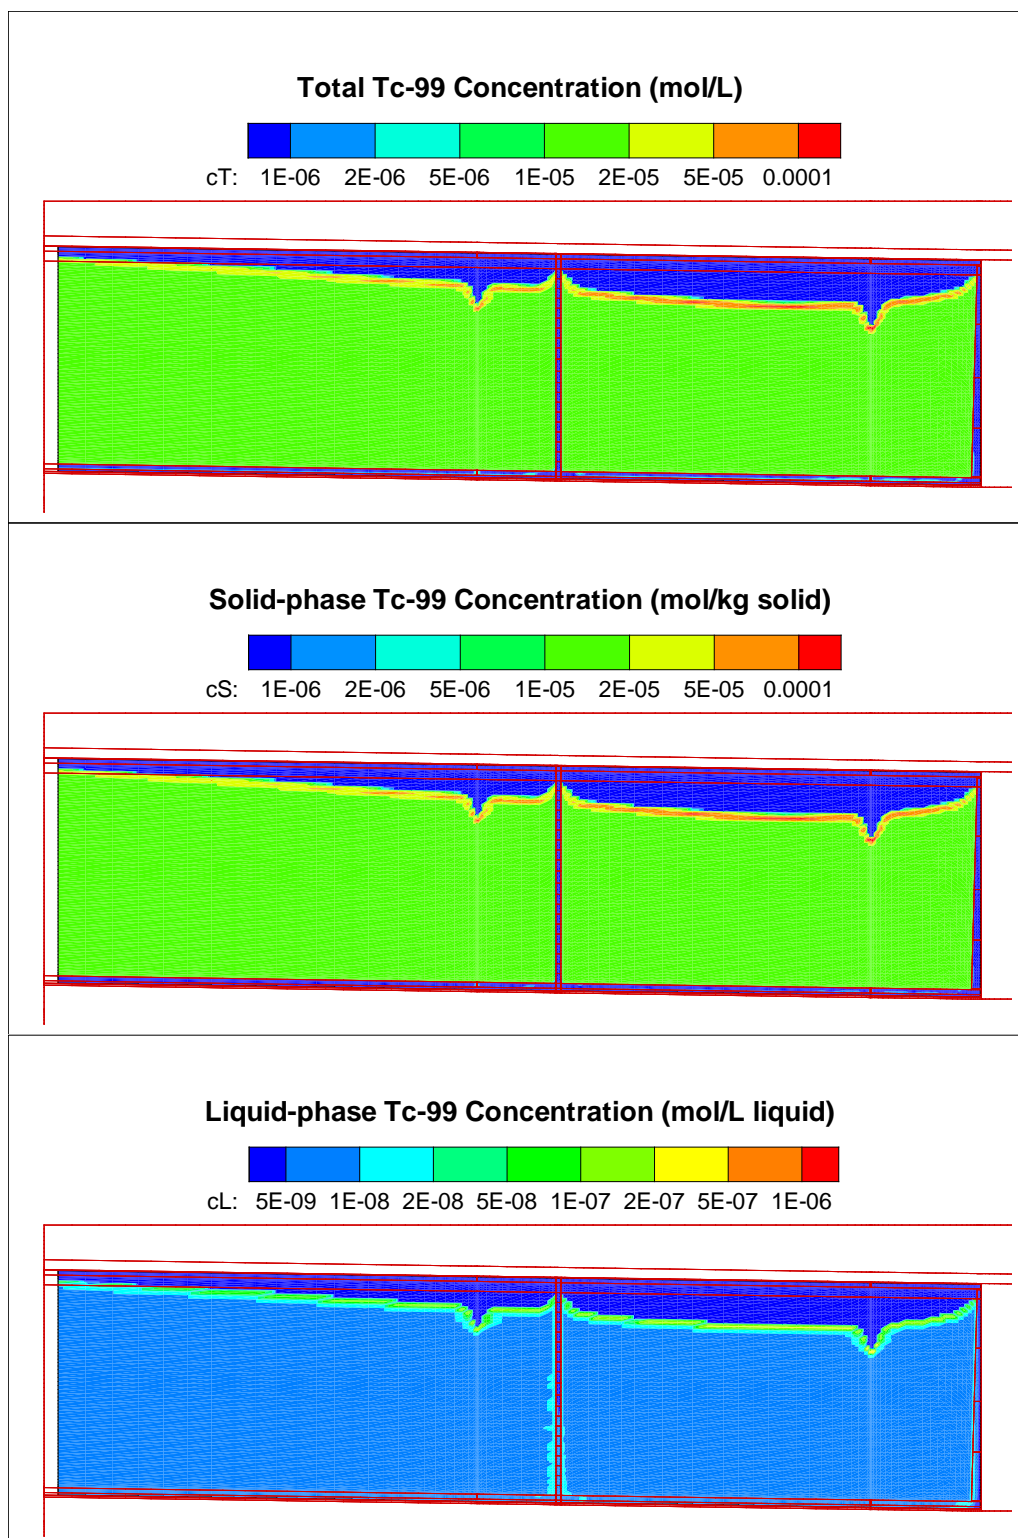 Total Tc-99 Concentration (mol/L)
cT: 1E-06 2E-06 5E-06 1E-05 2E-05 5E-05 0.0001
Solid-phase Tc-99 Concentration (mol/kg solid)
cS: 1E-06 2E-06 5E-06 1E-05 2E-05 5E-05 0.0001
Liquid-phase Tc-99 Concentration (mol/L liquid)
cL: 5E-09 1E-08 2E-08 5E-08 1E-07 2E-07 5E-07 1E-06